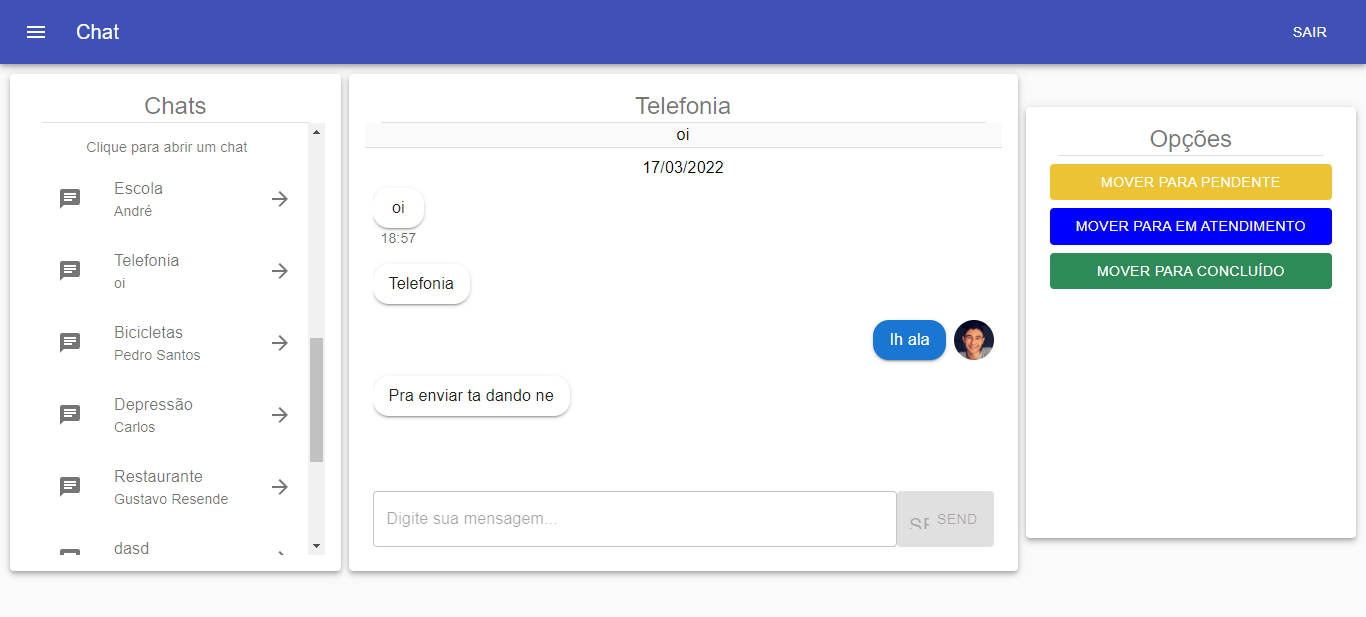 Chat
SAIR
Chats
Clique para abrir um chat
Escola
André
Telefonia
oi
Bicicletas
Pedro Santos
Depressão
Carlos
Restaurante
Gustavo Resende
dasd
Telefonia
oi
17/03/2022
oi
18:57
Telefonia
Ih ala
Pra enviar ta dando ne
Digite sua mensagem...
SE SEND
Opções
MOVER PARA PENDENTE
MOVER PARA EM ATENDIMENTO
MOVER PARA CONCLUÍDO